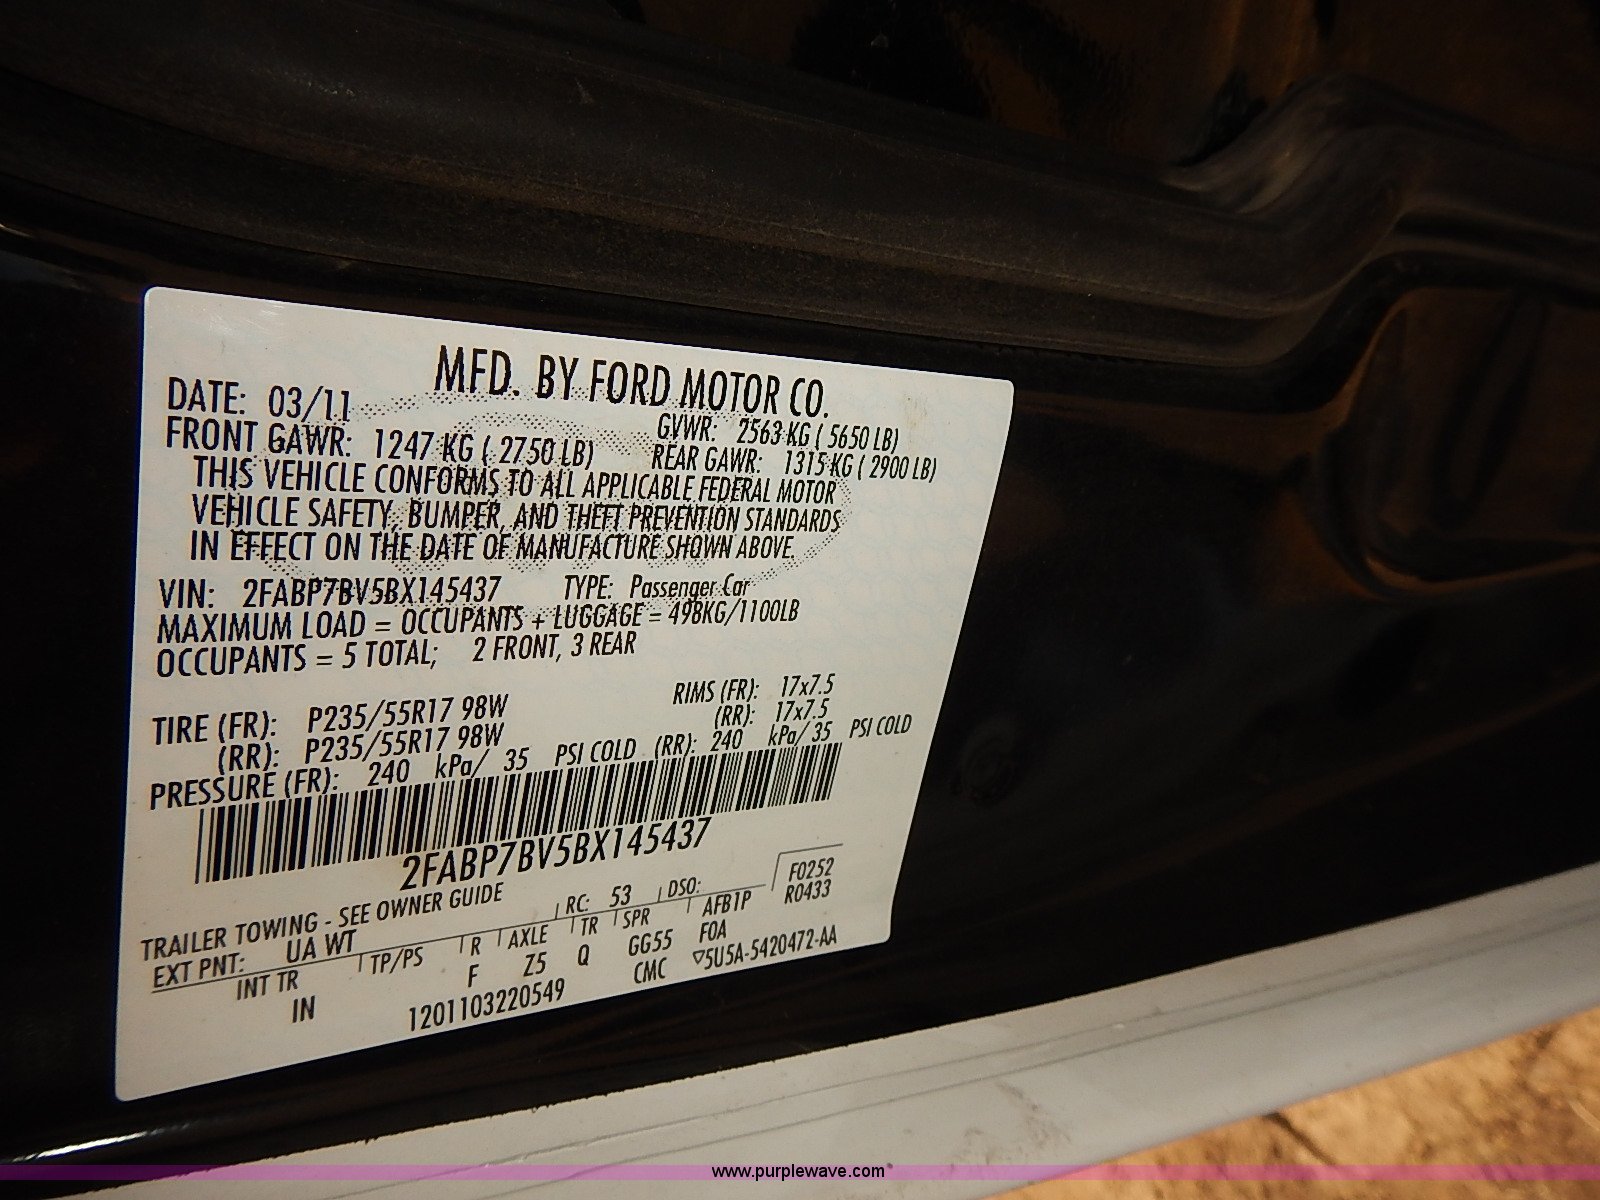 MFD. BY FORD MOTOR CO.
DATE: 03/11 GVWR: 2563 KG ( 5650 LB)
FRONT GAWR: 1247 KG ( 2750 LB) REAR GAWR: 1315 KG ( 2900 LB)
THIS VEHICLE CONFORMS TO ALL APPLICABLE FEDERAL MOTOR
VEHICLE SAFETY, BUMPER, AND THEFT PREVENTION STANDARDS
IN EFFECT ON THE DATE OF MANUFACTURE SHOWN ABOVE.
VIN: 2FABP7BV5BX145437 TYPE: Passenger Car
MAXIMUM LOAD = OCCUPANTS + LUGGAGE = 498KG/1100LB
OCCUPANTS = 5 TOTAL; 2 FRONT, 3 REAR
TIRE (FR): P235/55R17 98W RIMS (FR): 17x7.5
(RR): P235/55R17 98W (RR): 17x7.5
PRESSURE (FR): 240 kPa/ 35 PSI COLD (RR): 240 kPa/ 35 PSI COLD
2FABP7BV5BX145437
TRAILER TOWING - SEE OWNER GUIDE
F0252
EXT PNT: UA WT RC: 53 DSO: R0433
INT TR TP/PS R AXLE TR SPR AFB1P
IN F Z5 Q GG55 FOA
1201103220549 CMC ▽5U5A-5420472-AA
www.purplewave.com